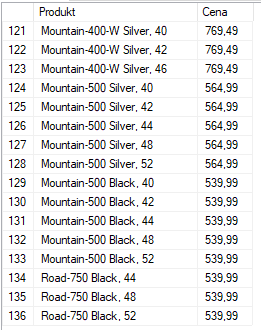 Produkt Cena
121 Mountain-400-W Silver, 40 769,49
122 Mountain-400-W Silver, 42 769,49
123 Mountain-400-W Silver, 46 769,49
124 Mountain-500 Silver, 40 564,99
125 Mountain-500 Silver, 42 564,99
126 Mountain-500 Silver, 44 564,99
127 Mountain-500 Silver, 48 564,99
128 Mountain-500 Silver, 52 564,99
129 Mountain-500 Black, 40 539,99
130 Mountain-500 Black, 42 539,99
131 Mountain-500 Black, 44 539,99
132 Mountain-500 Black, 48 539,99
133 Mountain-500 Black, 52 539,99
134 Road-750 Black, 44 539,99
135 Road-750 Black, 48 539,99
136 Road-750 Black, 52 539,99